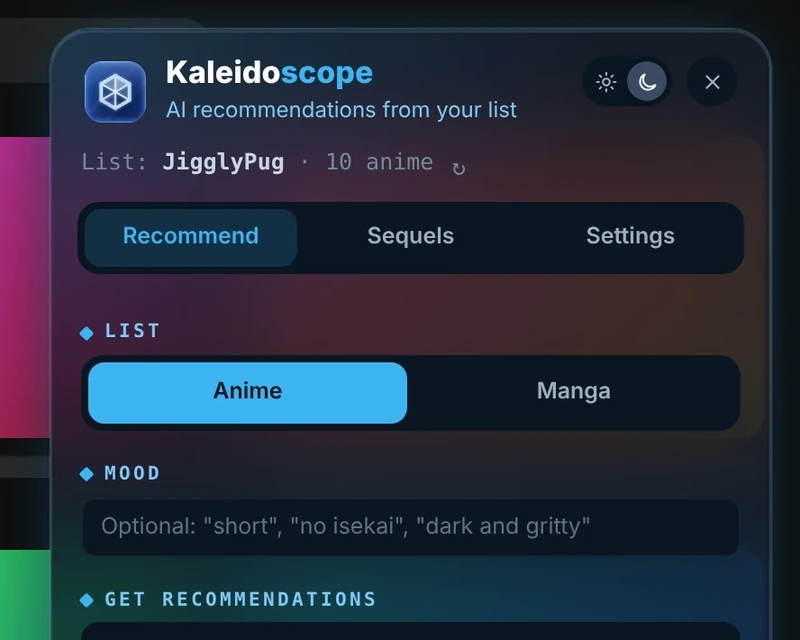 Kaleidoscope
AI recommendations from your list
List: JigglyPug · 10 anime ↻
Recommend Sequels Settings
LIST
Anime Manga
MOOD
Optional: "short", "no isekai", "dark and gritty"
GET RECOMMENDATIONS